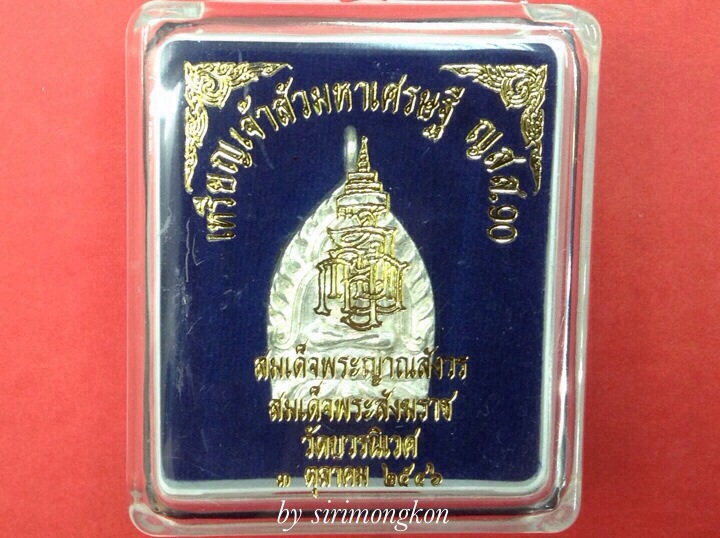 เหรียญเจ้าสัวมหาเศรษฐี ญสส.๙๐
สมเด็จพระญาณสังวร
สมเด็จพระสังฆราช
วัดบวรนิเวศ
๓ ตุลาคม ๒๕๔๖
by sirimongkon